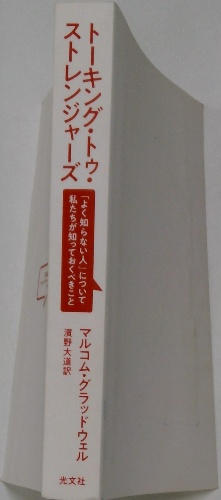 トーキング・トゥ・
ストレンジャーズ
「よく知らない人」について
私たちが知っておくべきこと
マルコム・グラッドウェル
濱野大道訳
光文社